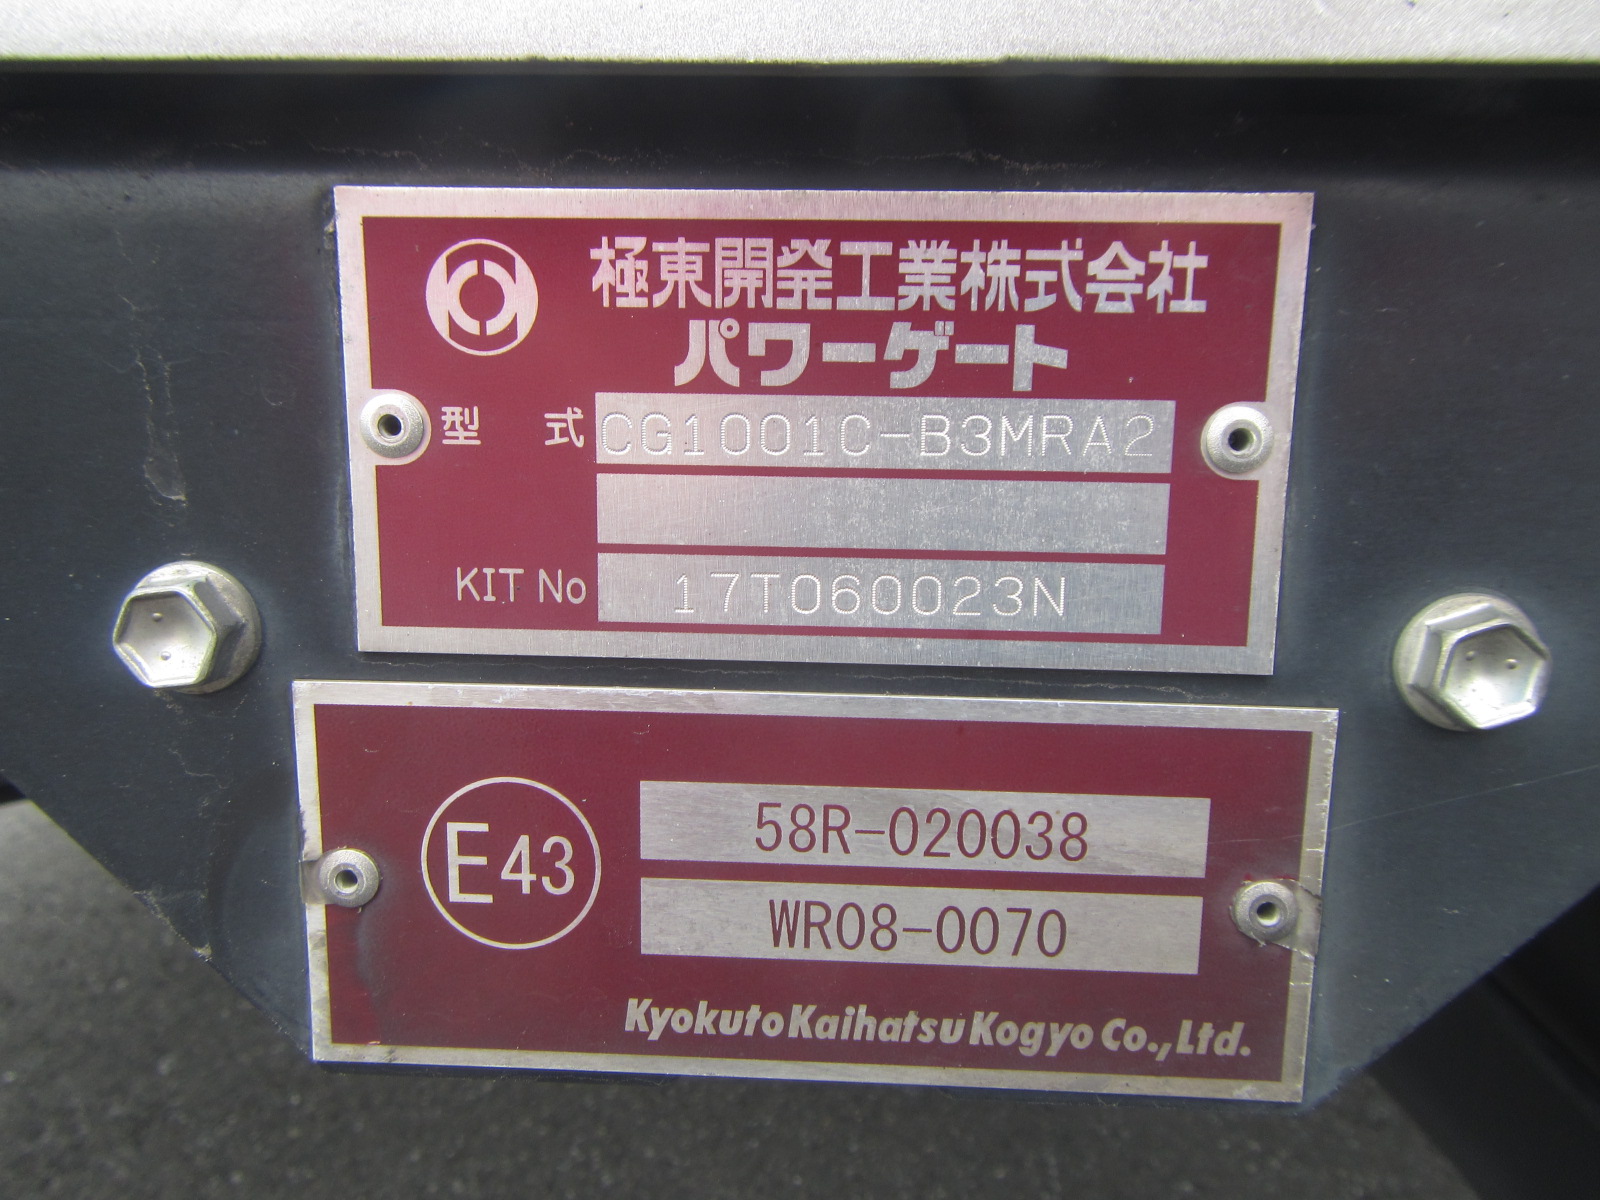 極東開発工業株式会社
パワーゲート
型 式 CG1001C-B3MRA2
KIT No 17T060023N
E43
58R-020038
WR08-0070
Kyokuto Kaihatsu Kogyo Co., Ltd.